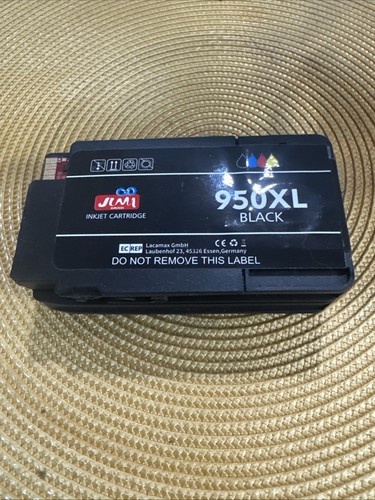 JIMI
950XL
INKJET CARTRIDGE
BLACK
EC REP
Lacamax GmbH
Laubenhof 23, 45326 Essen,Germany
CE
DO NOT REMOVE THIS LABEL